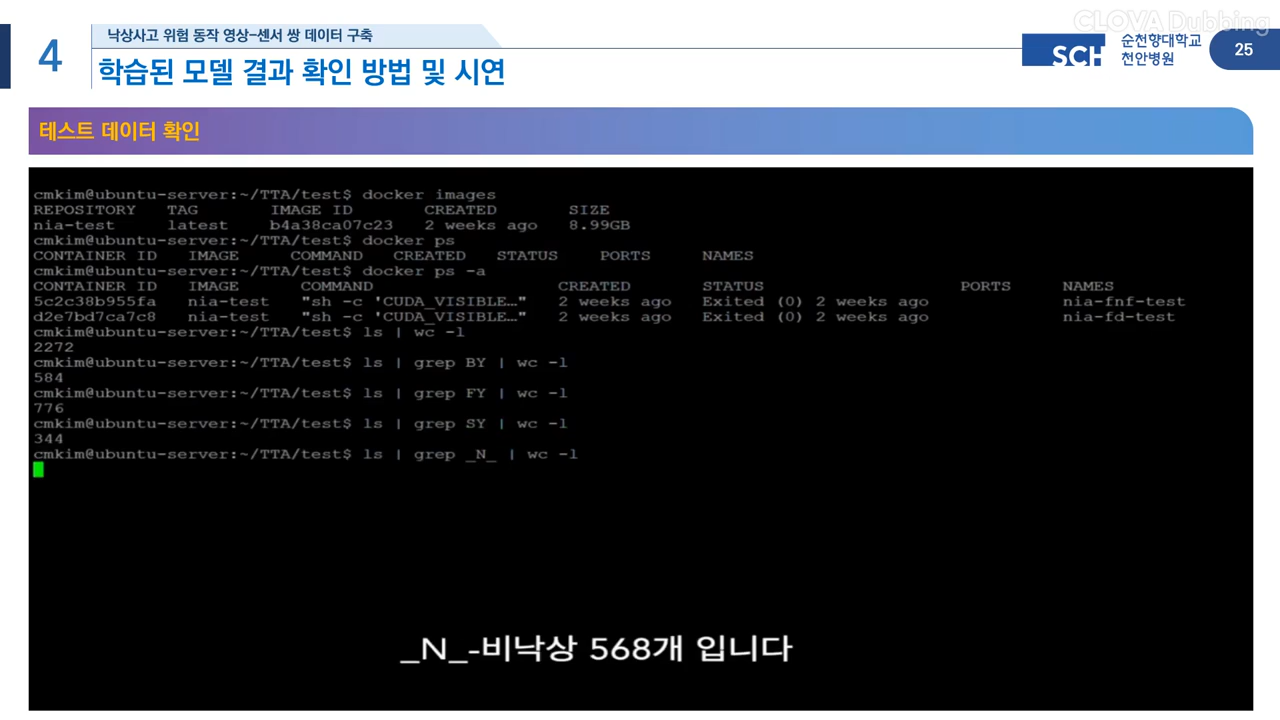 CLOVA Dubbing
4
낙상사고 위험 동작 영상-센서 쌍 데이터 구축
학습된 모델 결과 확인 방법 및 시연
SCH 순천향대학교 천안병원
25
테스트 데이터 확인
cmkim@ubuntu-server:~/TTA/test$ docker images
REPOSITORY TAG IMAGE ID CREATED SIZE
nia-test latest b4a38ca07c23 2 weeks ago 8.99GB
cmkim@ubuntu-server:~/TTA/test$ docker ps
CONTAINER ID IMAGE COMMAND CREATED STATUS PORTS NAMES
cmkim@ubuntu-server:~/TTA/test$ docker ps -a
CONTAINER ID IMAGE COMMAND CREATED STATUS PORTS NAMES
5c2c38b955fa nia-test "sh -c 'CUDA_VISIBLE…" 2 weeks ago Exited (0) 2 weeks ago nia-fnf-test
d2e7bd7ca7c8 nia-test "sh -c 'CUDA_VISIBLE…" 2 weeks ago Exited (0) 2 weeks ago nia-fd-test
cmkim@ubuntu-server:~/TTA/test$ ls | wc -l
2272
cmkim@ubuntu-server:~/TTA/test$ ls | grep BY | wc -l
584
cmkim@ubuntu-server:~/TTA/test$ ls | grep FY | wc -l
776
cmkim@ubuntu-server:~/TTA/test$ ls | grep SY | wc -l
344
cmkim@ubuntu-server:~/TTA/test$ ls | grep _N_ | wc -l
_N_-비낙상 568개 입니다